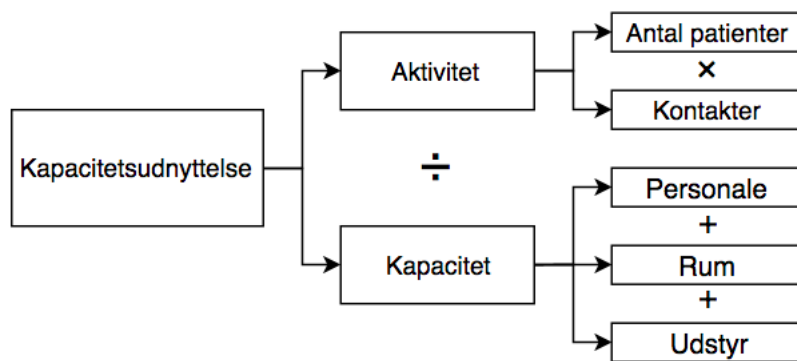 Antal patienter
×
Aktivitet
Kontakter
Kapacitetsudnyttelse
÷
Personale
+
Kapacitet
Rum
+
Udstyr